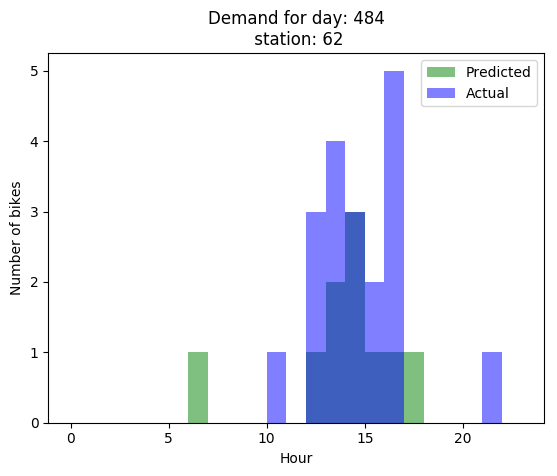 Demand for day: 484
station: 62
Predicted
Actual
Number of bikes
5
4
3
2
1
0
0 5 10 15 20
Hour